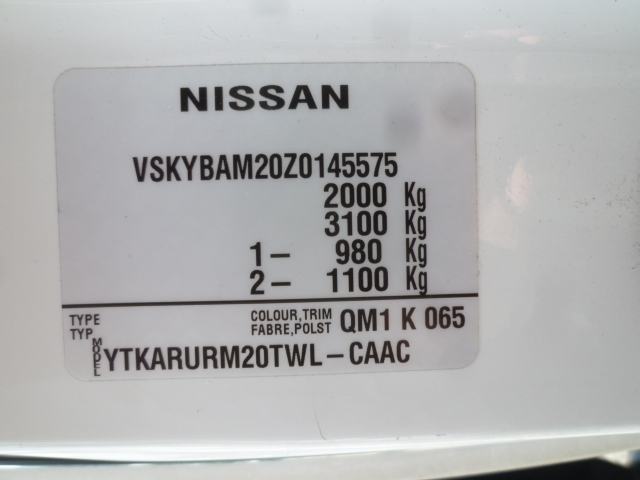 NISSAN
VSKYBAM20Z0145575
2000 Kg
3100 Kg
1- 980 Kg
2- 1100 Kg
TYPE COLOUR,TRIM QM1 K 065
TYP FABRE,POLST
MODEL YTKARURM20TWL-CAAC